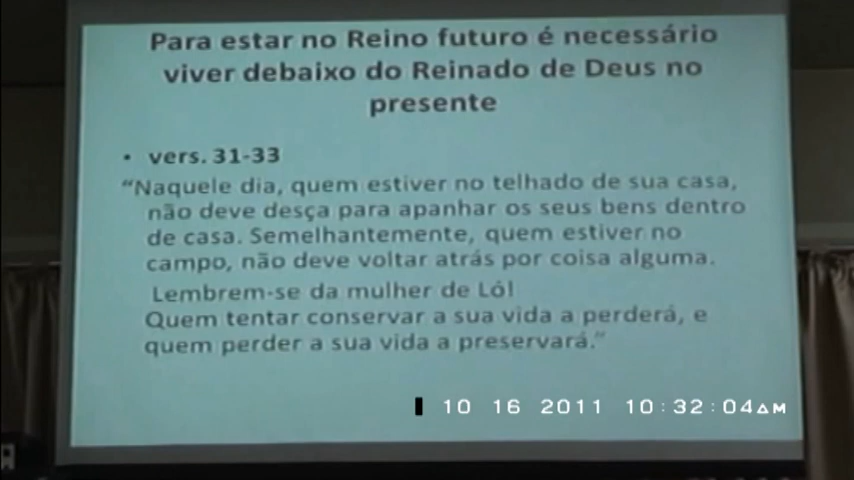 Para estar no Reino futuro é necessário
viver debaixo do Reinado de Deus no
presente
• vers. 31-33
“Naquele dia, quem estiver no telhado de sua casa,
não deve desça para apanhar os seus bens dentro
de casa. Semelhantemente, quem estiver no
campo, não deve voltar atrás por coisa alguma.
Lembrem-se da mulher de Ló!
Quem tentar conservar a sua vida a perderá, e
quem perder a sua vida a preservará.”
10 16 2011 10:32:04AM